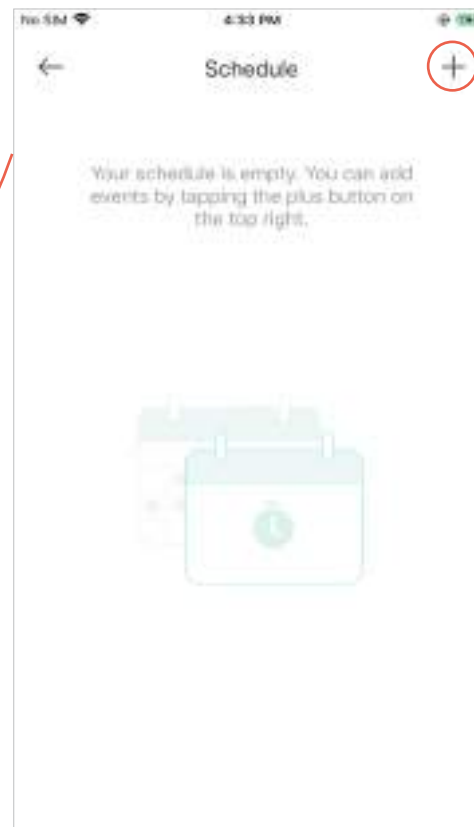 No SIM 4:33 PM
Schedule
Your schedule is empty. You can add
events by tapping the plus button on
the top right.